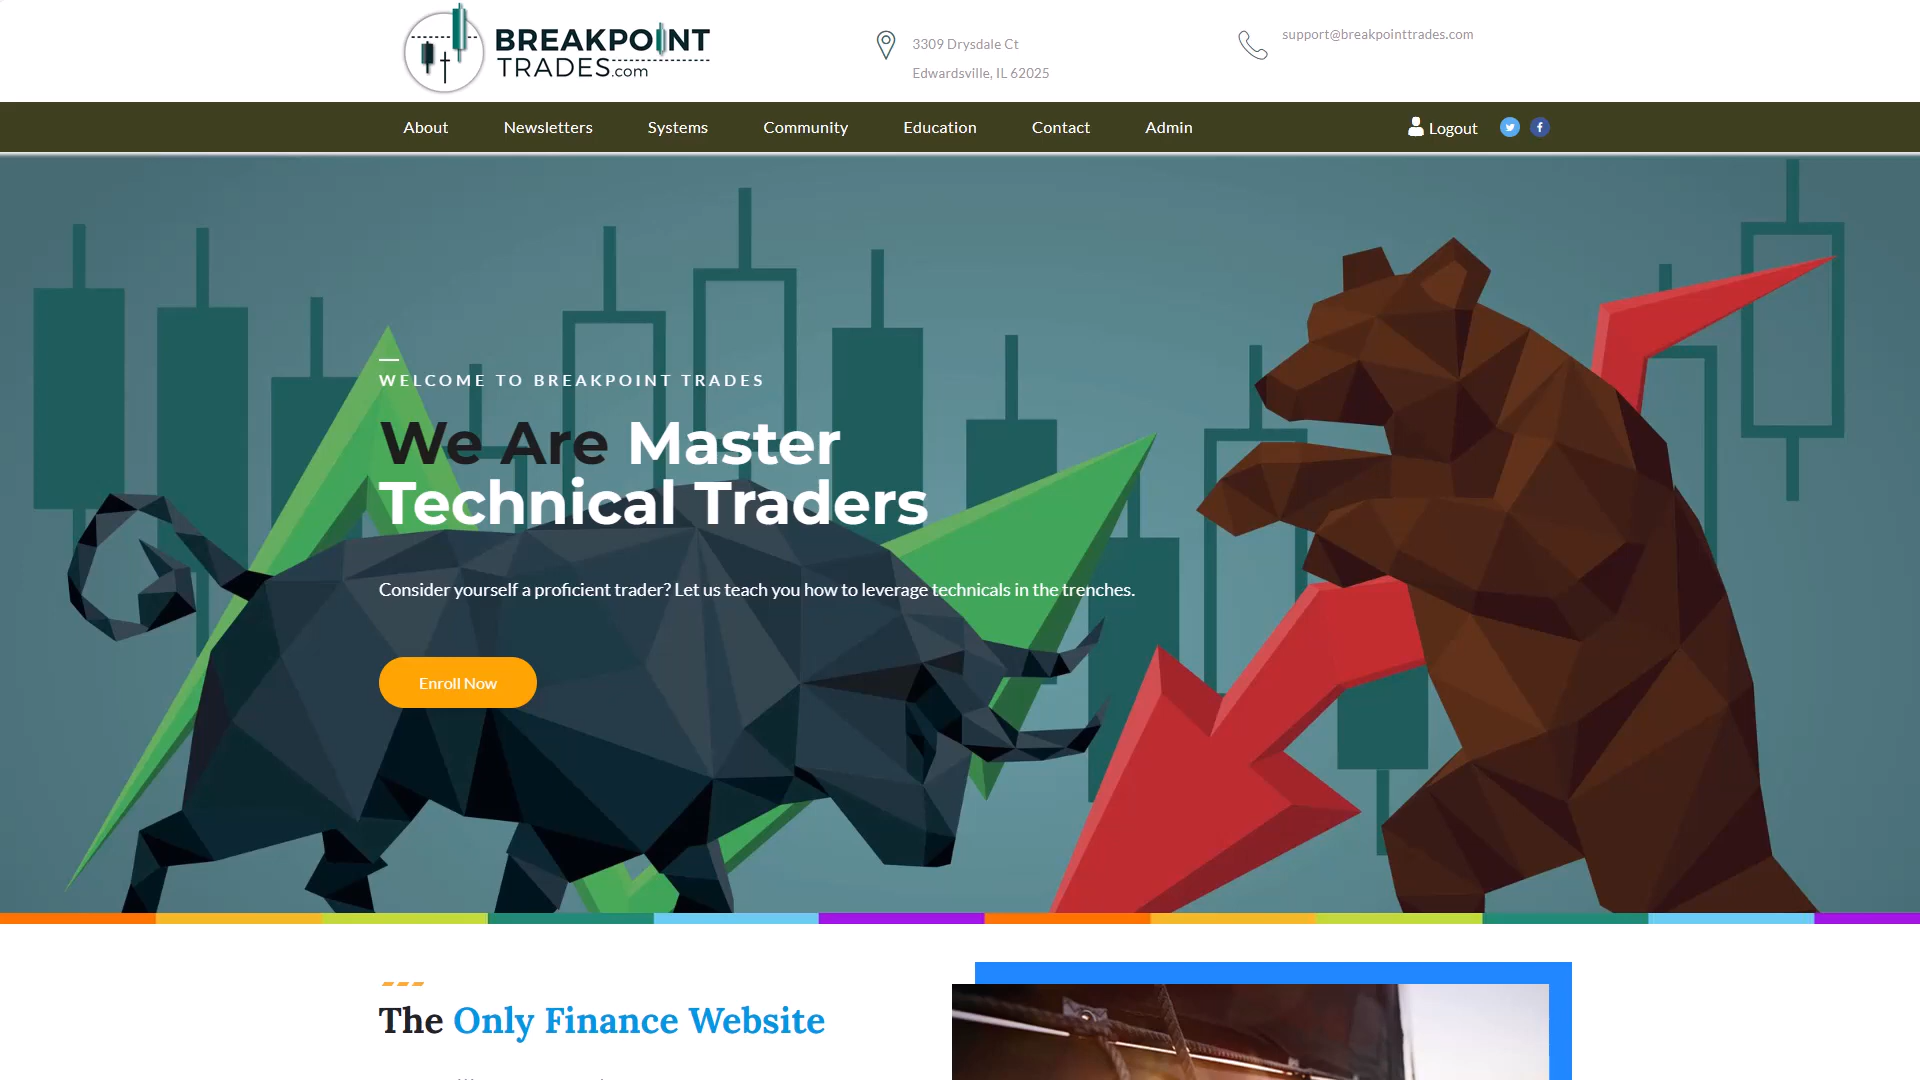 BREAKPOINT
TRADES.com
3309 Drysdale Ct
Edwardsville, IL 62025
support@breakpointtrades.com
About
Newsletters
Systems
Community
Education
Contact
Admin
Logout
WELCOME TO BREAKPOINT TRADES
We Are Master
Technical Traders
Consider yourself a proficient trader? Let us teach you how to leverage technicals in the trenches.
Enroll Now
The Only Finance Website